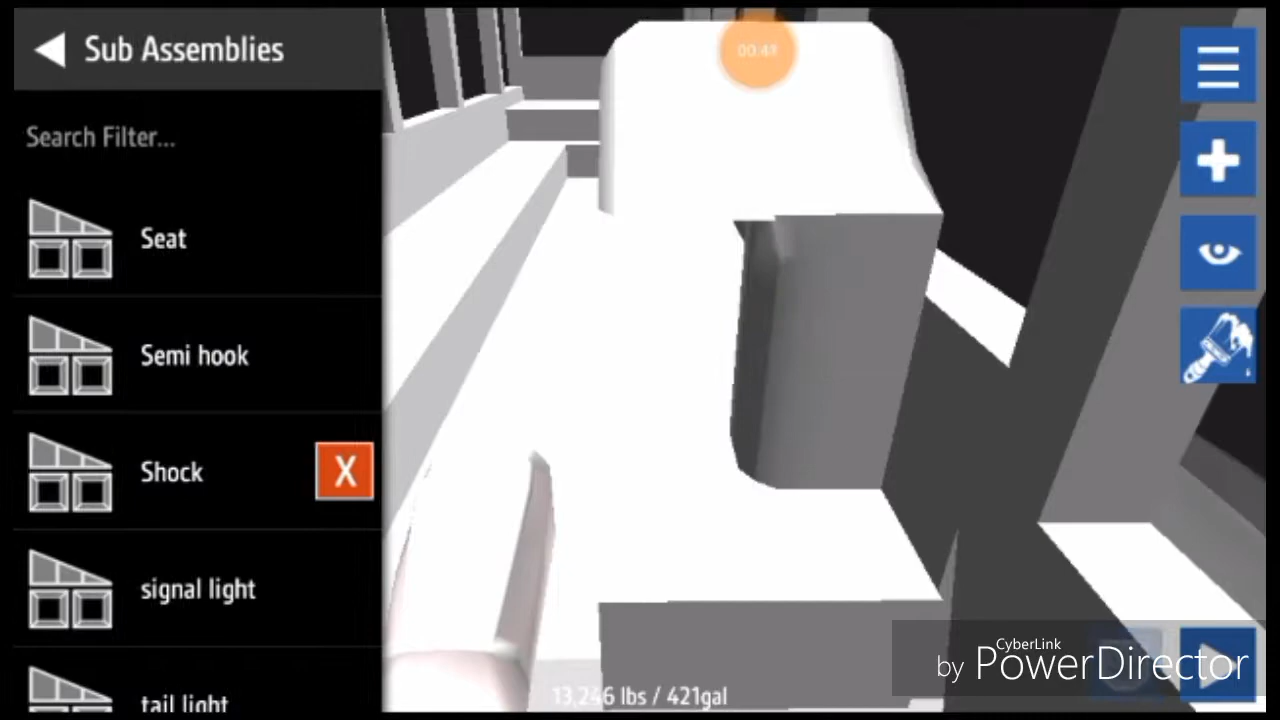 Sub Assemblies
00:41
Search Filter...
Seat
Semi hook
Shock
X
signal light
tail light
13,246 lbs / 421gal
CyberLink
by PowerDirector